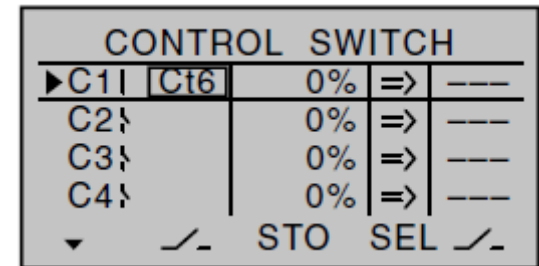 CONTROL SWITCH
C1 Ct6 0% => ---
C2 0% => ---
C3 0% => ---
C4 0% => ---
STO SEL